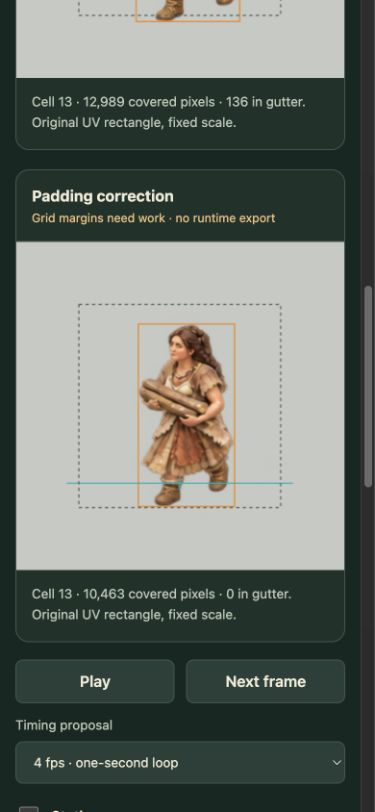 Cell 13 · 12,989 covered pixels · 136 in gutter.
Original UV rectangle, fixed scale.
Padding correction
Grid margins need work · no runtime export
Cell 13 · 10,463 covered pixels · 0 in gutter.
Original UV rectangle, fixed scale.
Play
Next frame
Timing proposal
4 fps · one-second loop